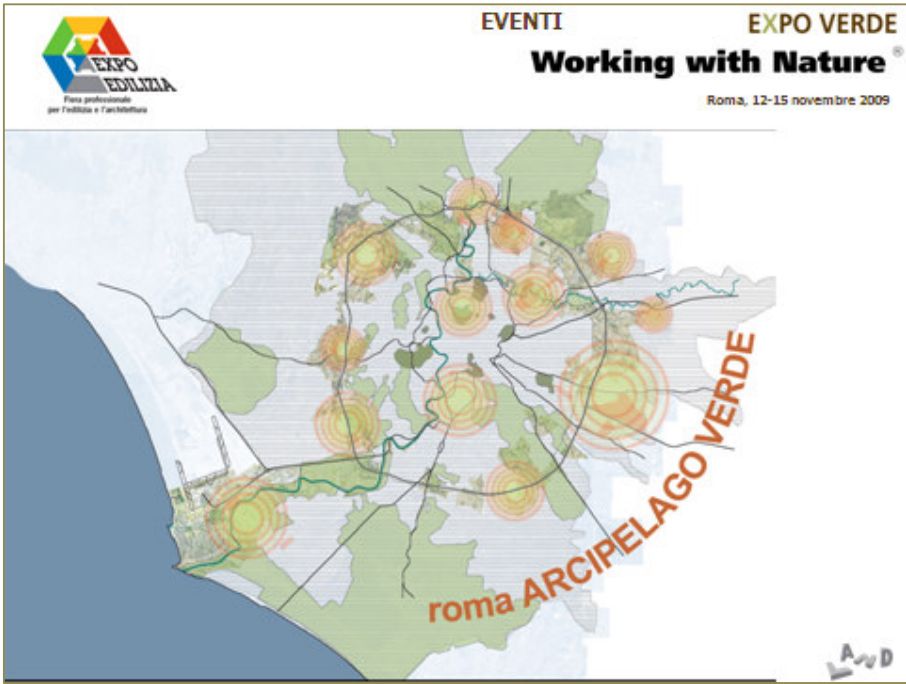 EXPO
EDILIZIA
Fiera professionale
per l'edilizia e l'architettura
EVENTI
EXPO VERDE
Working with Nature ®
Roma, 12-15 novembre 2009
roma ARCIPELAGO VERDE
LAND